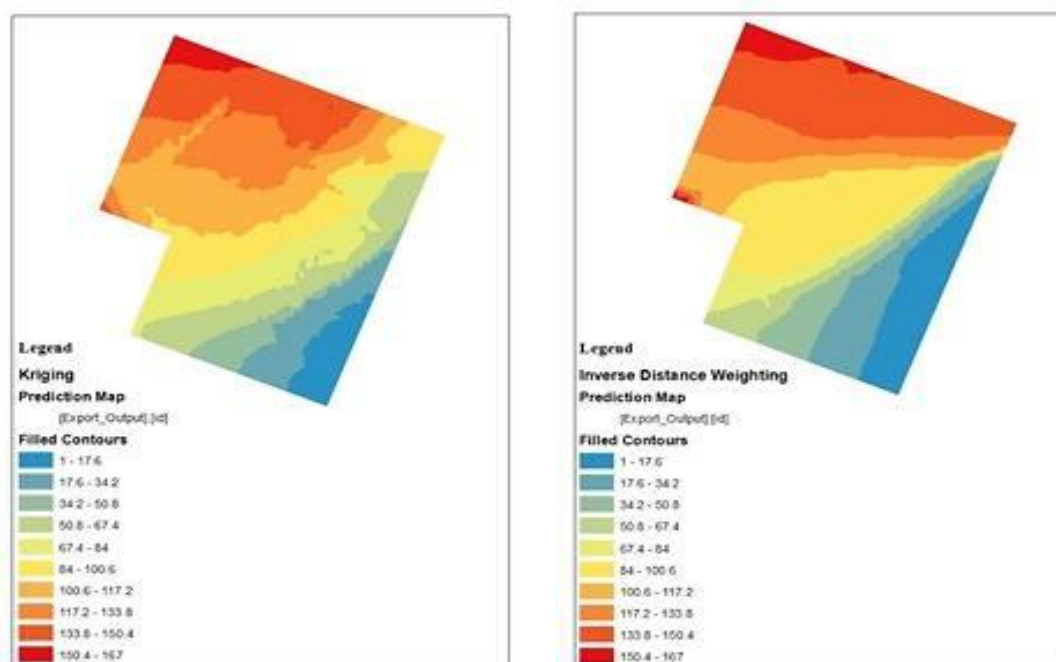 Legend
Kriging
Prediction Map
[Export_Output].[Id]
Filled Contours
1 - 17.6
17.6 - 34.2
34.2 - 50.8
50.8 - 67.4
67.4 - 84
84 - 100.6
100.6 - 117.2
117.2 - 133.8
133.8 - 150.4
150.4 - 167
Legend
Inverse Distance Weighting
Prediction Map
[Export_Output].[Id]
Filled Contours
1 - 17.6
17.6 - 34.2
34.2 - 50.8
50.8 - 67.4
67.4 - 84
84 - 100.6
100.6 - 117.2
117.2 - 133.8
133.8 - 150.4
150.4 - 167